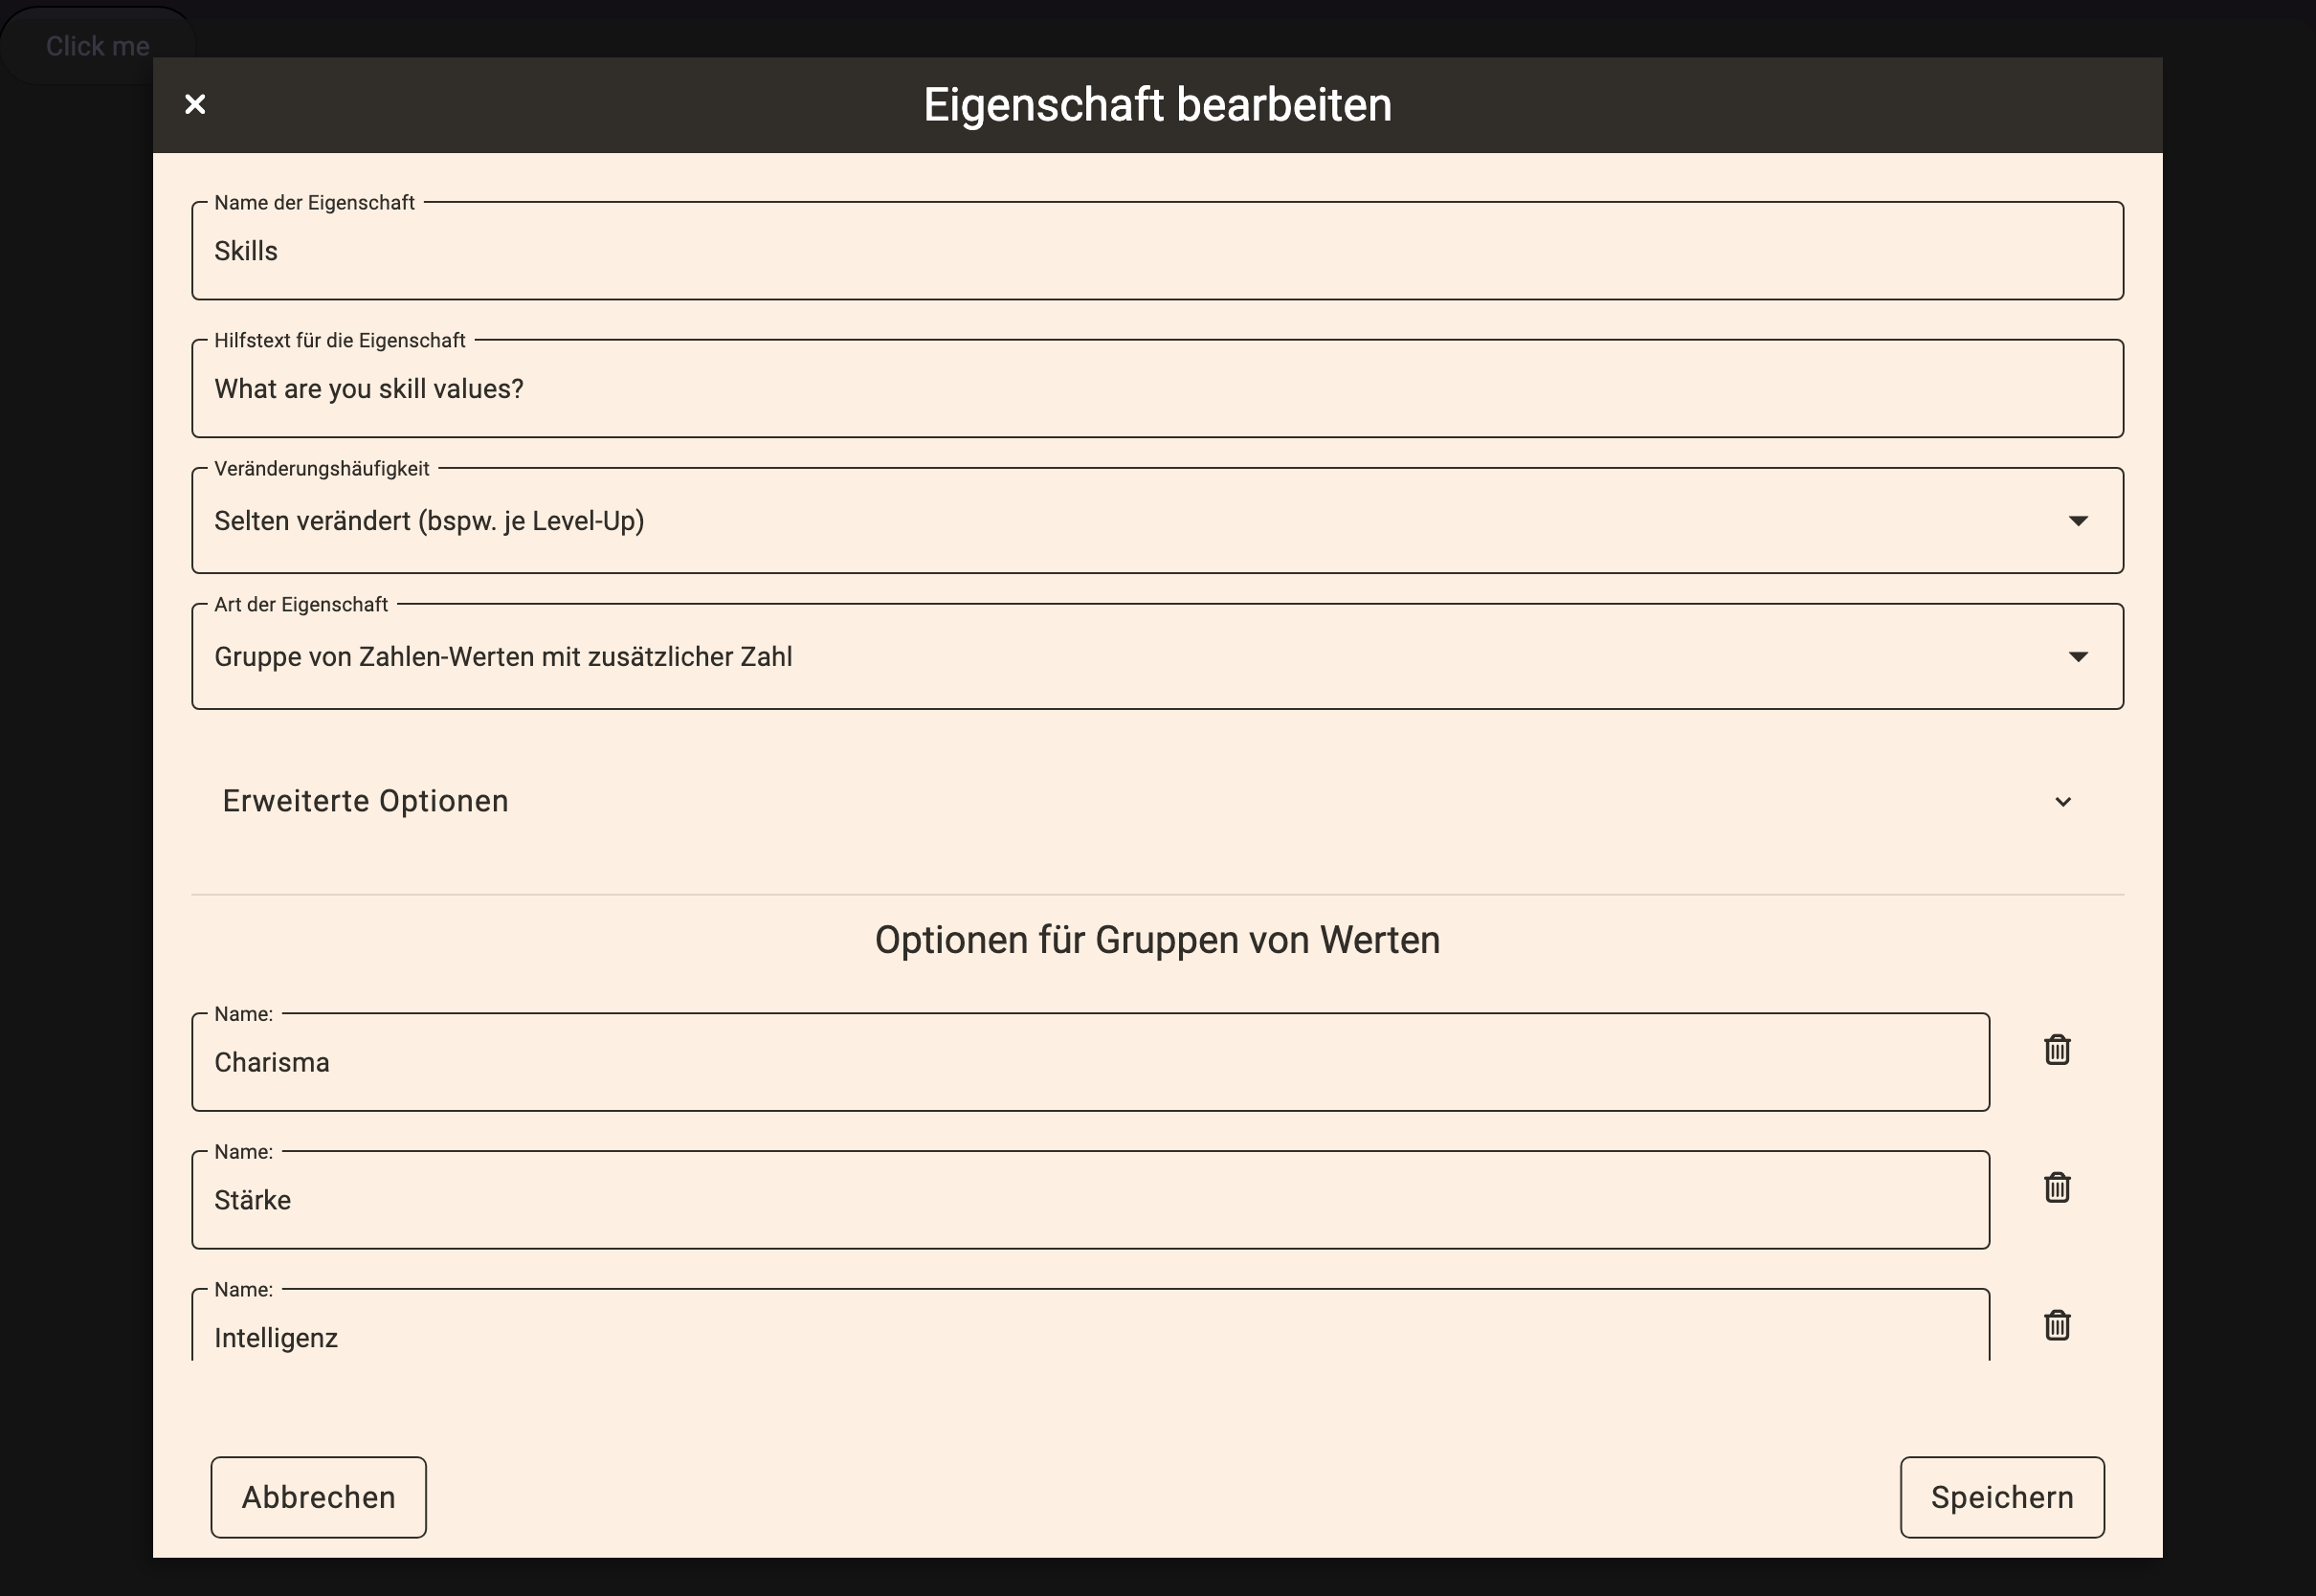 Click me
Eigenschaft bearbeiten
Name der Eigenschaft
Skills
Hilfstext für die Eigenschaft
What are you skill values?
Veränderungshäufigkeit
Selten verändert (bspw. je Level-Up)
Art der Eigenschaft
Gruppe von Zahlen-Werten mit zusätzlicher Zahl
Erweiterte Optionen
Optionen für Gruppen von Werten
Name:
Charisma
Name:
Stärke
Name:
Intelligenz
Abbrechen
Speichern